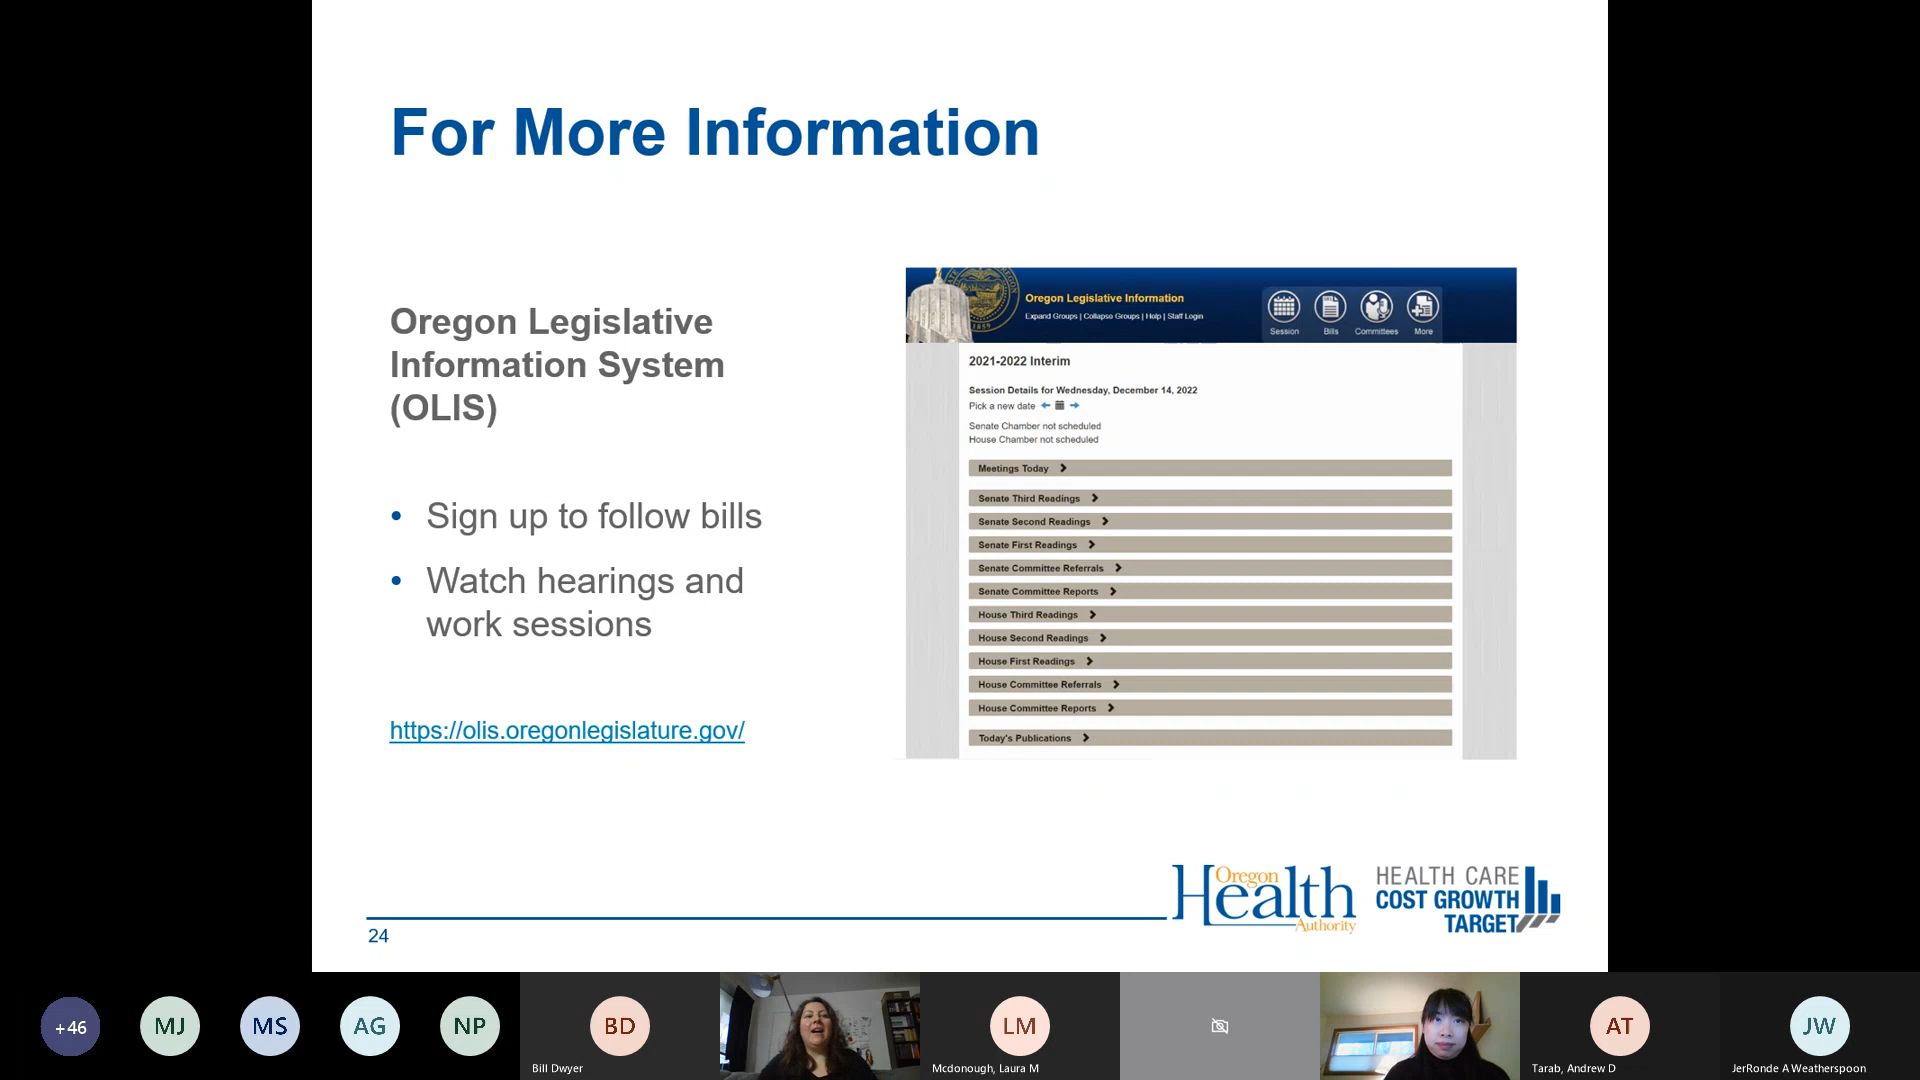 For More Information
Oregon Legislative
Information System
(OLIS)
• Sign up to follow bills
• Watch hearings and
work sessions
https://olis.oregonlegislature.gov/
1859
Oregon Legislative Information
Expand Groups | Collapse Groups | Help | Staff Login
Session Bills Committees More
2021-2022 Interim
Session Details for Wednesday, December 14, 2022
Pick a new date
Senate Chamber not scheduled
House Chamber not scheduled
Meetings Today
Senate Third Readings
Senate Second Readings
Senate First Readings
Senate Committee Referrals
Senate Committee Reports
House Third Readings
House Second Readings
House First Readings
House Committee Referrals
House Committee Reports
Today's Publications
Oregon
Health
Authority
HEALTH CARE
COST GROWTH
TARGET
24
+46 MJ MS AG NP BD LM AT JW
Bill Dwyer Mcdonough, Laura M Tarab, Andrew D JerRonde A Weatherspoon